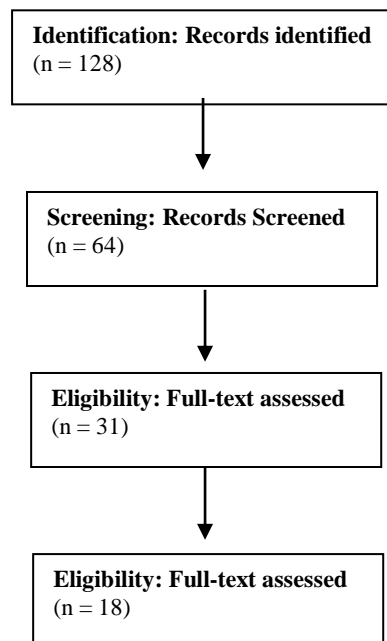 Identification: Records identified
(n = 128)
Screening: Records Screened
(n = 64)
Eligibility: Full-text assessed
(n = 31)
Eligibility: Full-text assessed
(n = 18)